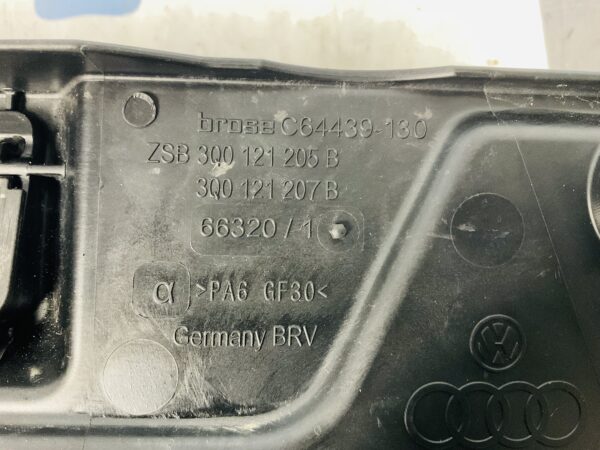 brose C64439-130
ZSB 3Q0 121 205 B
3Q0 121 207 B
66320 / 1
α >PA6 GF30<
Germany BRV